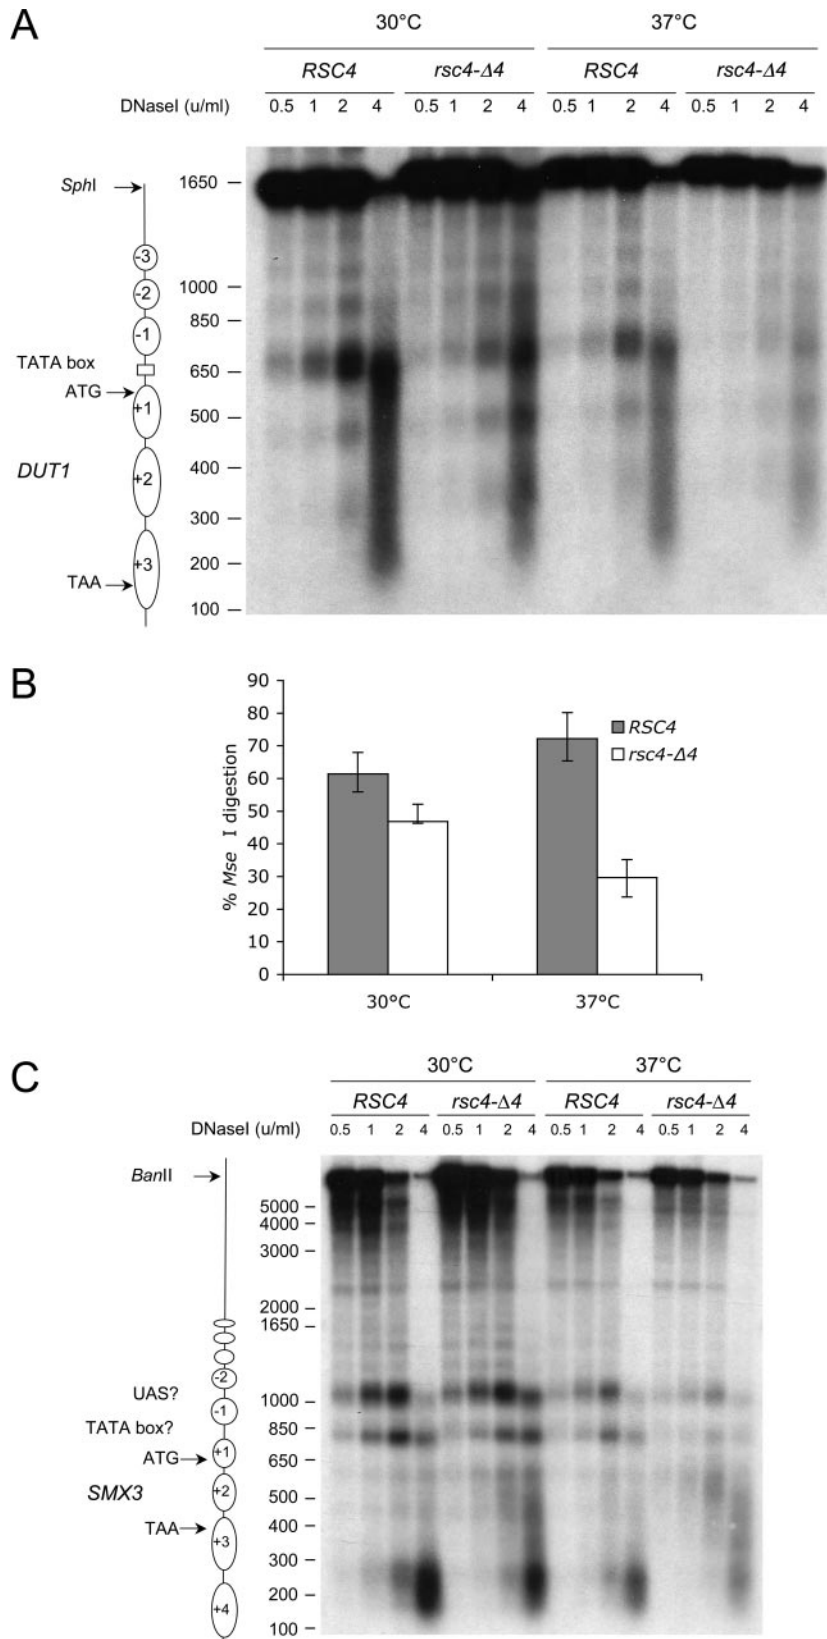 A
30°C 37°C
RSC4 rsc4-Δ4 RSC4 rsc4-Δ4
DNaseI (u/ml) 0.5 1 2 4 0.5 1 2 4 0.5 1 2 4 0.5 1 2 4
SphI
1650
-3
-2
1000
-1
850
TATA box
650
ATG
+1
500
DUT1
+2
400
300
+3
200
TAA
100
B
90
80
70
60
50
40
30
20
10
0
% Mse I digestion
RSC4
rsc4-Δ4
30°C 37°C
C
30°C 37°C
RSC4 rsc4-Δ4 RSC4 rsc4-Δ4
DNaseI (u/ml) 0.5 1 2 4 0.5 1 2 4 0.5 1 2 4 0.5 1 2 4
BanII
5000
4000
3000
2000
1650
-2
UAS?
1000
-1
TATA box?
850
+1
ATG
650
SMX3
+2
500
TAA
400
+3
300
200
+4
100